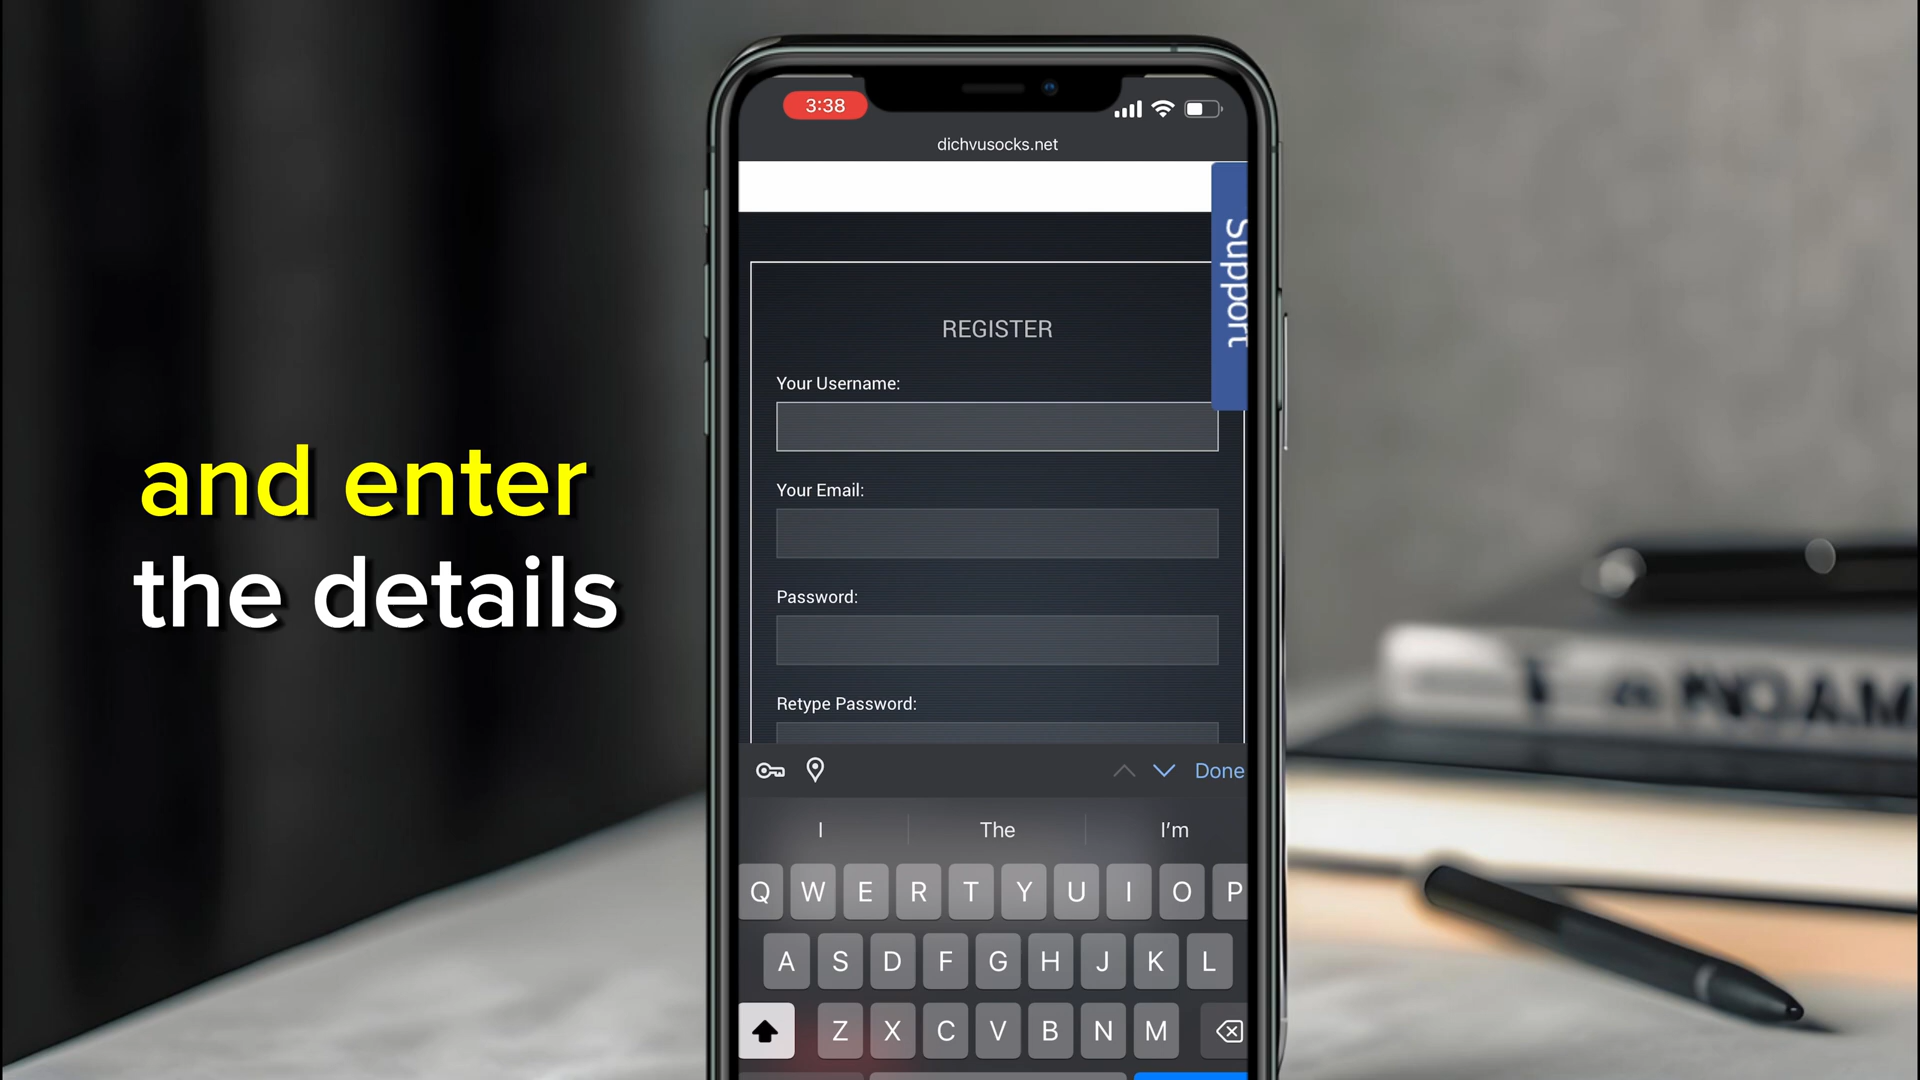 3:38
dichvusocks.net
Support
REGISTER
Your Username:
Your Email:
and enter
the details
Password:
Retype Password:
Done
I The I'm
Q W E R T Y U I O P
A S D F G H J K L
Z X C V B N M